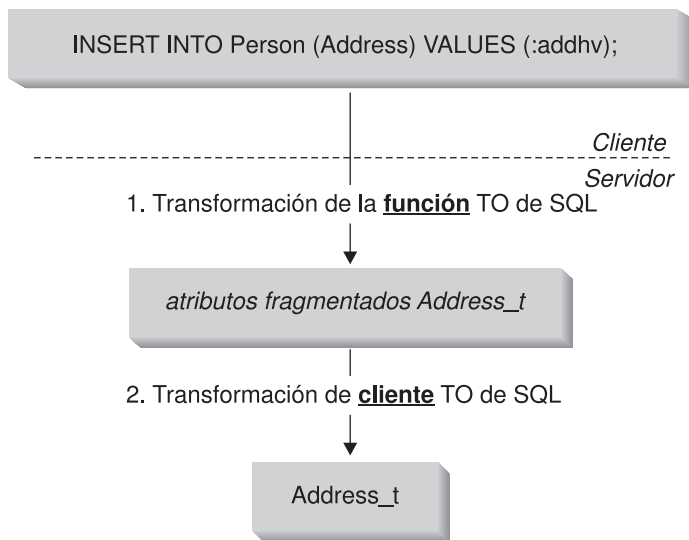 INSERT INTO Person (Address) VALUES (:addhv);
Cliente
Servidor
1. Transformación de la función TO de SQL
atributos fragmentados Address_t
2. Transformación de cliente TO de SQL
Address_t